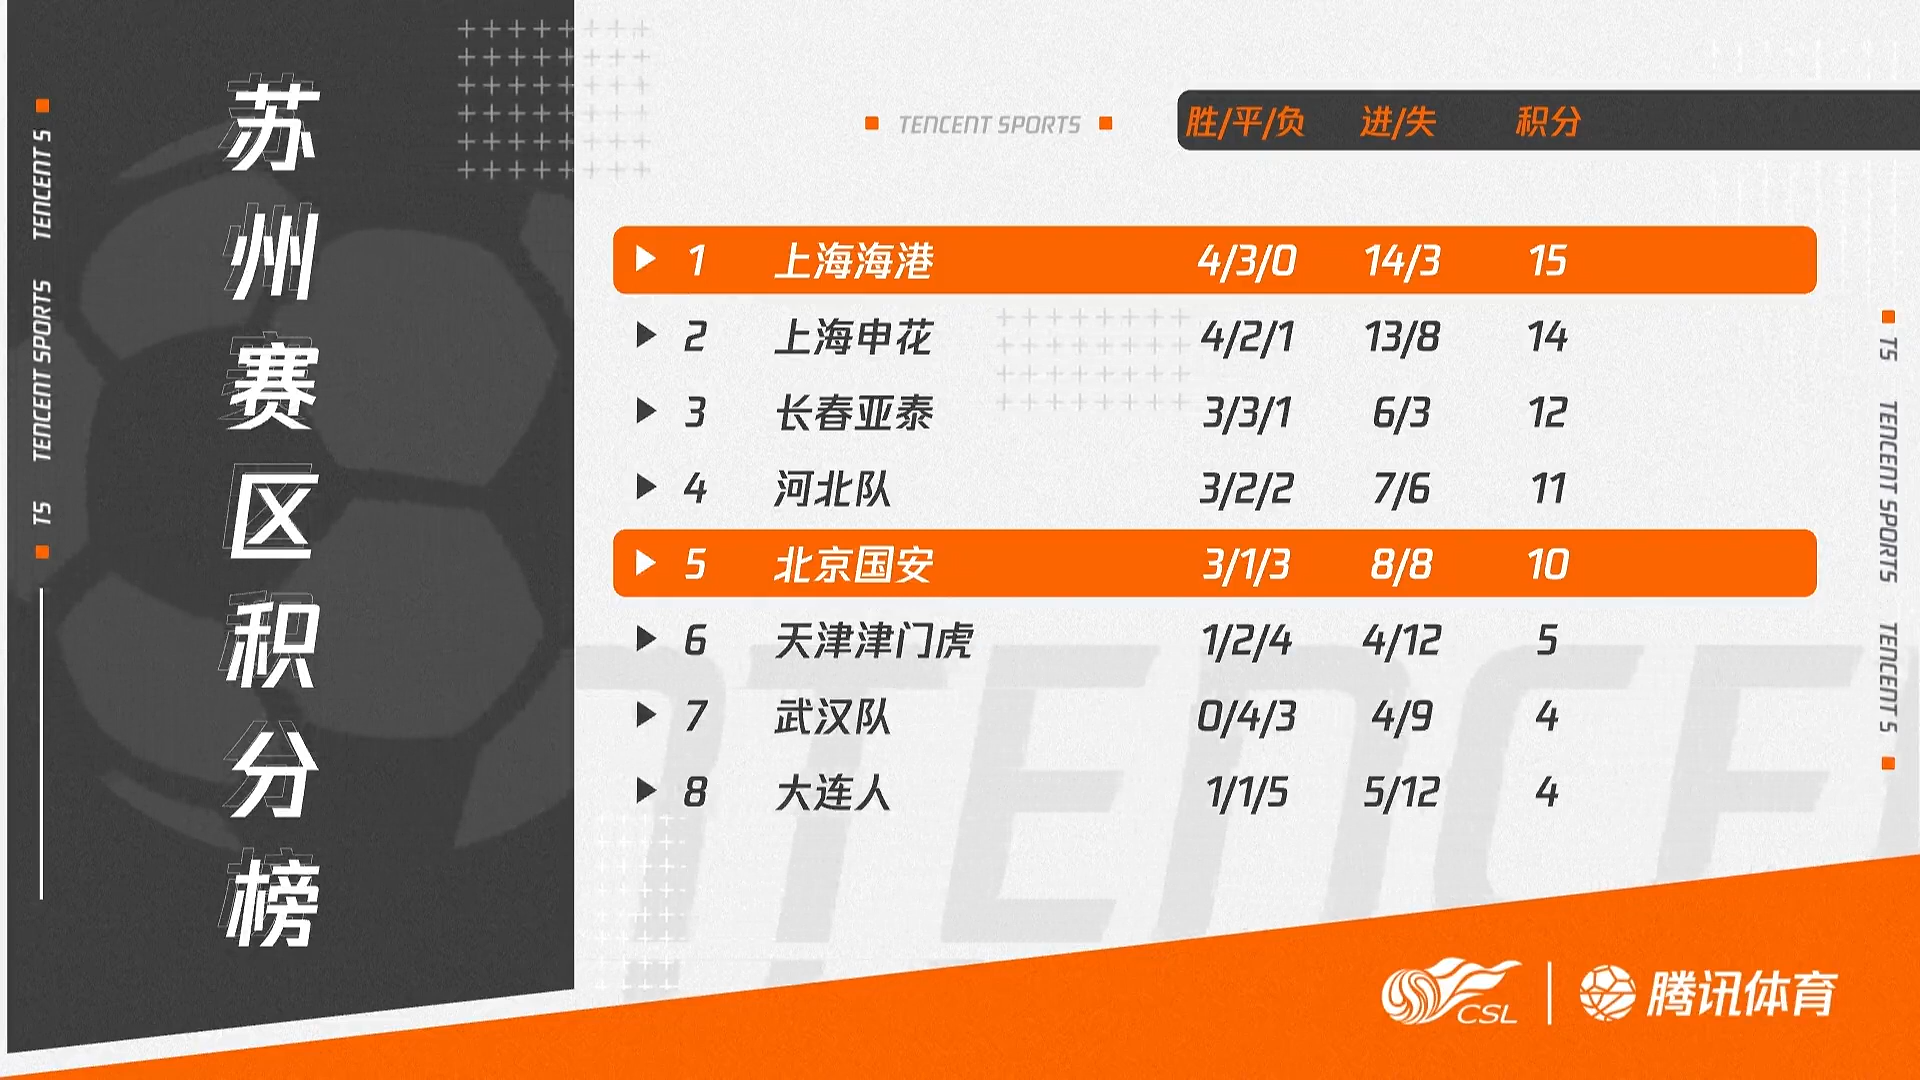 苏州赛区积分榜
TENCENT S
TENCENT SPORTS
TS
TENCENT SPORTS
胜/平/负 进/失 积分
1 上海海港 4/3/0 14/3 15
2 上海申花 4/2/1 13/8 14
3 长春亚泰 3/3/1 6/3 12
4 河北队 3/2/2 7/6 11
5 北京国安 3/1/3 8/8 10
6 天津津门虎 1/2/4 4/12 5
7 武汉队 0/4/3 4/9 4
8 大连人 1/1/5 5/12 4
TS
TENCENT SPORTS
TENCENT S
NTENCE
CSL 腾讯体育